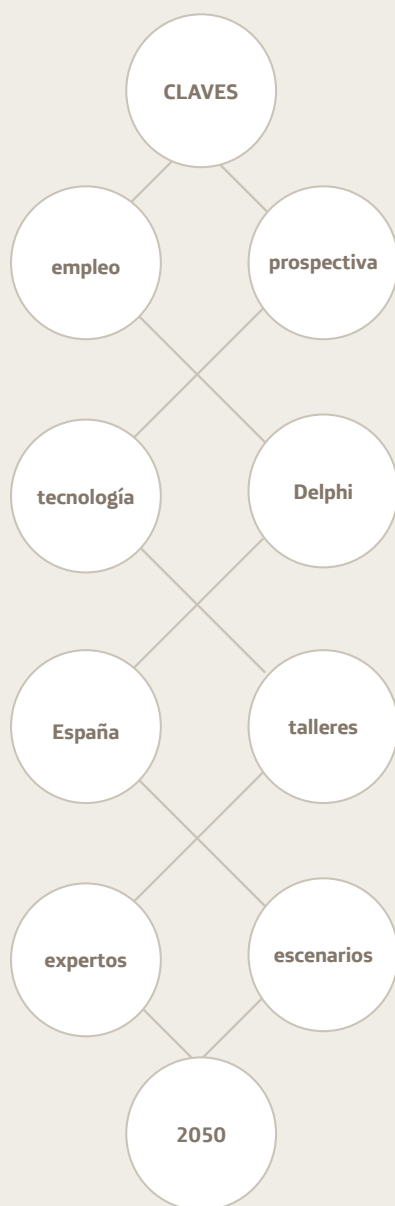 CLAVES
empleo
prospectiva
tecnología
Delphi
España
talleres
expertos
escenarios
2050